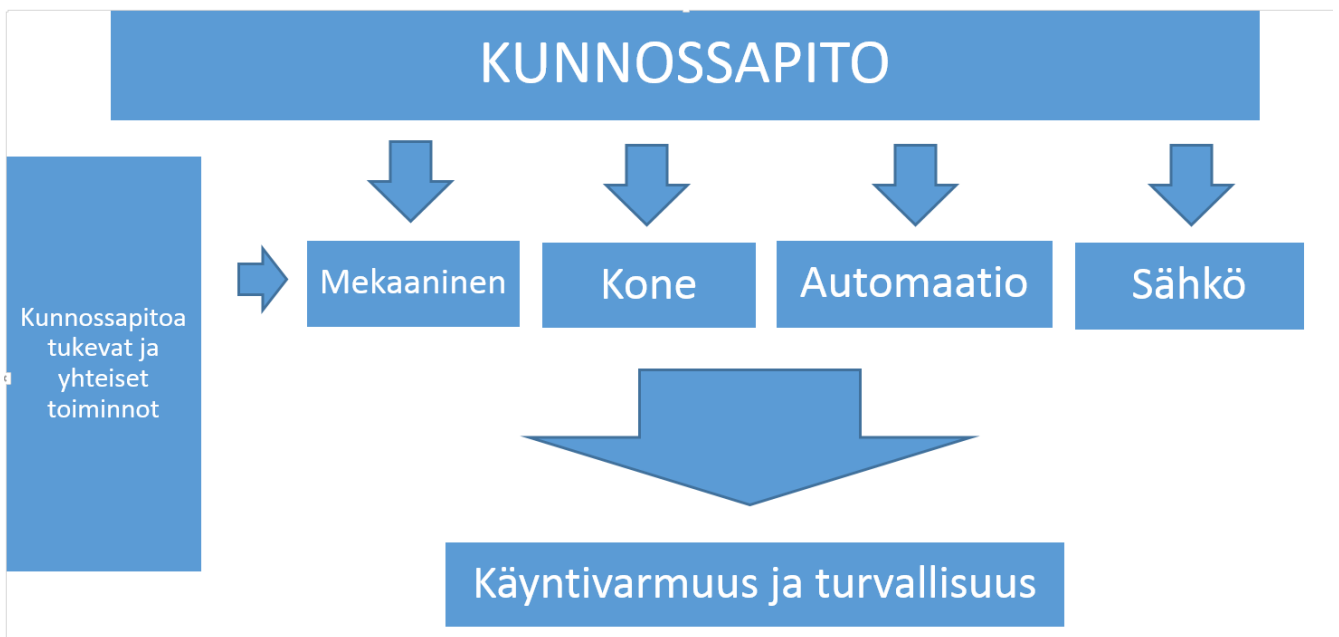 KUNNOSSAPITO
Mekaaninen
Kone
Automaatio
Sähkö
Kunnossapitoa
tukevat ja
yhteiset
toiminnot
Käyntivarmuus ja turvallisuus